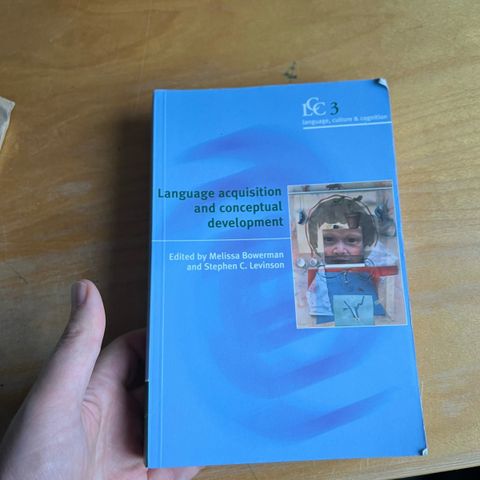 LCC 3
language, culture & cognition
Language acquisition
and conceptual
development
Edited by Melissa Bowerman
and Stephen C. Levinson